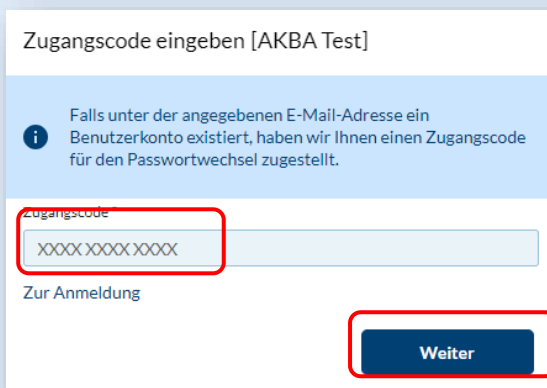 Zugangscode eingeben [AKBA Test]
Falls unter der angegebenen E-Mail-Adresse ein
Benutzerkonto existiert, haben wir Ihnen einen Zugangscode
für den Passwortwechsel zugestellt.
Zugangscode*
XXXX XXXX XXXX
Zur Anmeldung
Weiter